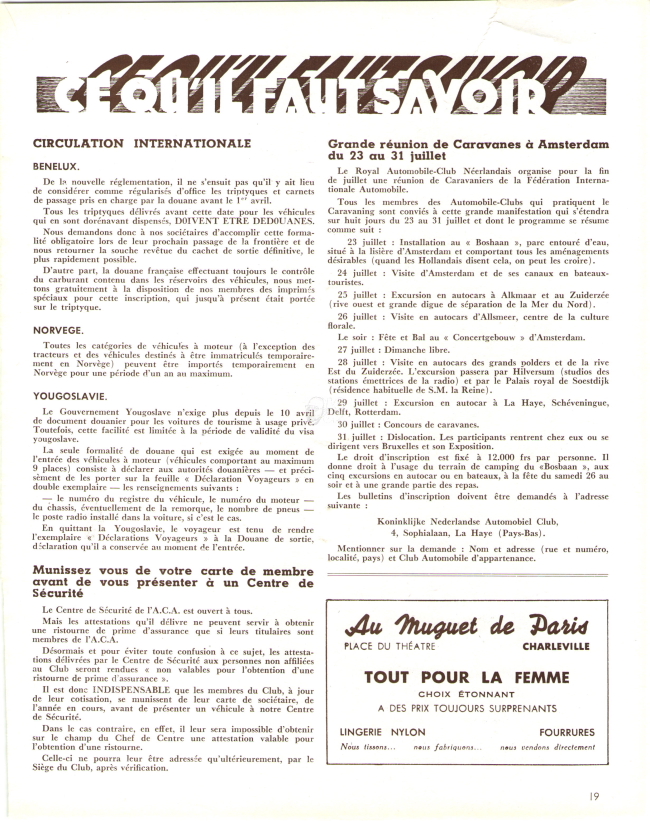 CE QU'IL FAUT SAVOIR
CIRCULATION INTERNATIONALE
BENELUX.
De la nouvelle réglementation, il ne s'ensuit pas qu'il y ait lieu
de considérer comme régularisés d'office les triptyques et carnets
de passage pris en charge par la douane avant le 1er avril.
Tous les triptyques délivrés avant cette date pour les véhicules
qui en sont dorénavant dispensés, DOIVENT ETRE DEDOUANES.
Nous demandons donc à nos sociétaires d'accomplir cette forma-
lité obligatoire lors de leur prochain passage de la frontière et de
nous retourner la souche revêtue du cachet de sortie définitive, le
plus rapidement possible.
D'autre part, la douane française effectuant toujours le contrôle
du carburant contenu dans les réservoirs des véhicules, nous met-
tons gratuitement à la disposition de nos membres des imprimés
spéciaux pour cette inscription, qui jusqu'à présent était portée
sur le triptyque.
NORVEGE.
Toutes les catégories de véhicules à moteur (à l'exception des
tracteurs et des véhicules destinés à être immatriculés temporaire-
ment en Norvège) peuvent être importés temporairement en
Norvège pour une période d'un an au maximum.
YOUGOSLAVIE.
Le Gouvernement Yougoslave n'exige plus depuis le 10 avril
de document douanier pour les voitures de tourisme à usage privé.
Toutefois, cette facilité est limitée à la période de validité du visa
yougoslave.
La seule formalité de douane qui est exigée au moment de
l'entrée des véhicules à moteur (véhicules comportant au maximum
9 places) consiste à déclarer aux autorités douanières — et préci-
sément de les porter sur la feuille « Déclaration Voyageurs » en
double exemplaire — les renseignements suivants :
— le numéro du registre du véhicule, le numéro du moteur —
du châssis, éventuellement de la remorque, le nombre de pneus —
le poste radio installé dans la voiture, si c'est le cas.
En quittant la Yougoslavie, le voyageur est tenu de rendre
l'exemplaire « Déclarations Voyageurs » à la Douane de sortie,
déclaration qu'il a conservée au moment de l'entrée.
Munissez vous de votre carte de membre
avant de vous présenter à un Centre de
Sécurité
Le Centre de Sécurité de l'A.C.A. est ouvert à tous.
Mais les attestations qu'il délivre ne peuvent servir à obtenir
une ristourne de prime d'assurance que si leurs titulaires sont
membres de l'A.C.A.
Désormais et pour éviter toute confusion à ce sujet, les attesta-
tions délivrées par le Centre de Sécurité aux personnes non affiliées
au Club seront rendues « non valables pour l'obtention d'une
ristourne de prime d'assurance ».
Il est donc INDISPENSABLE que les membres du Club, à jour
de leur cotisation, se munissent de leur carte de sociétaire, de
l'année en cours, avant de présenter un véhicule à notre Centre
de Sécurité.
Dans le cas contraire, en effet, il leur sera impossible d'obtenir
sur le champ du Chef de Centre une attestation valable pour
l'obtention d'une ristourne.
Celle-ci ne pourra leur être adressée qu'ultérieurement, par le
Siège du Club, après vérification.
Grande réunion de Caravanes à Amsterdam
du 23 au 31 juillet
Le Royal Automobile-Club Néerlandais organise pour la fin
de juillet une réunion de Caravaniers de la Fédération Interna-
tionale Automobile.
Tous les membres des Automobile-Clubs qui pratiquent le
Caravaning sont conviés à cette grande manifestation qui s'étendra
sur huit jours du 23 au 31 juillet et dont le programme se résume
comme suit :
23 juillet : Installation au « Boshaan », parc entouré d'eau,
situé à la lisière d'Amsterdam et comportant tous les aménagements
désirables (quand les Hollandais disent cela, on peut les croire).
24 juillet : Visite d'Amsterdam et de ses canaux en bateaux-
touristes.
25 juillet : Excursion en autocars à Alkmaar et au Zuiderzée
(rive ouest et grande digue de séparation de la Mer du Nord).
26 juillet : Visite en autocars d'Allsmeer, centre de la culture
florale.
Le soir : Fête et Bal au « Concertgebouw » d'Amsterdam.
27 juillet : Dimanche libre.
28 juillet : Visite en autocars des grands polders et de la rive
Est du Zuiderzée. L'excursion passera par Hilversum (studios des
stations émettrices de la radio) et par le Palais royal de Soestdijk
(résidence habituelle de S.M. la Reine).
29 juillet : Excursion en autocar à La Haye, Schéveningue,
Delft, Rotterdam.
30 juillet : Concours de caravanes.
31 juillet : Dislocation. Les participants rentrent chez eux ou se
dirigent vers Bruxelles et son Exposition.
Le droit d'inscription est fixé à 12.000 frs par personne. Il
donne droit à l'usage du terrain de camping du «Bosbaan », aux
cinq excursions en autocar ou en bateaux, à la fête du samedi 26 au
soir et à une grande partie des repas.
Les bulletins d'inscription doivent être demandés à l'adresse
suivante :
Koninklijke Nederlandse Automobiel Club,
4, Sophialaan, La Haye (Pays-Bas).
Mentionner sur la demande : Nom et adresse (rue et numéro,
localité, pays) et Club Automobile d'appartenance.
Au Muguet de Paris
PLACE DU THÉATRE CHARLEVILLE
TOUT POUR LA FEMME
CHOIX ÉTONNANT
A DES PRIX TOUJOURS SURPRENANTS
LINGERIE NYLON FOURRURES
Nous tissons... nous fabriquons... nous vendons directement
19